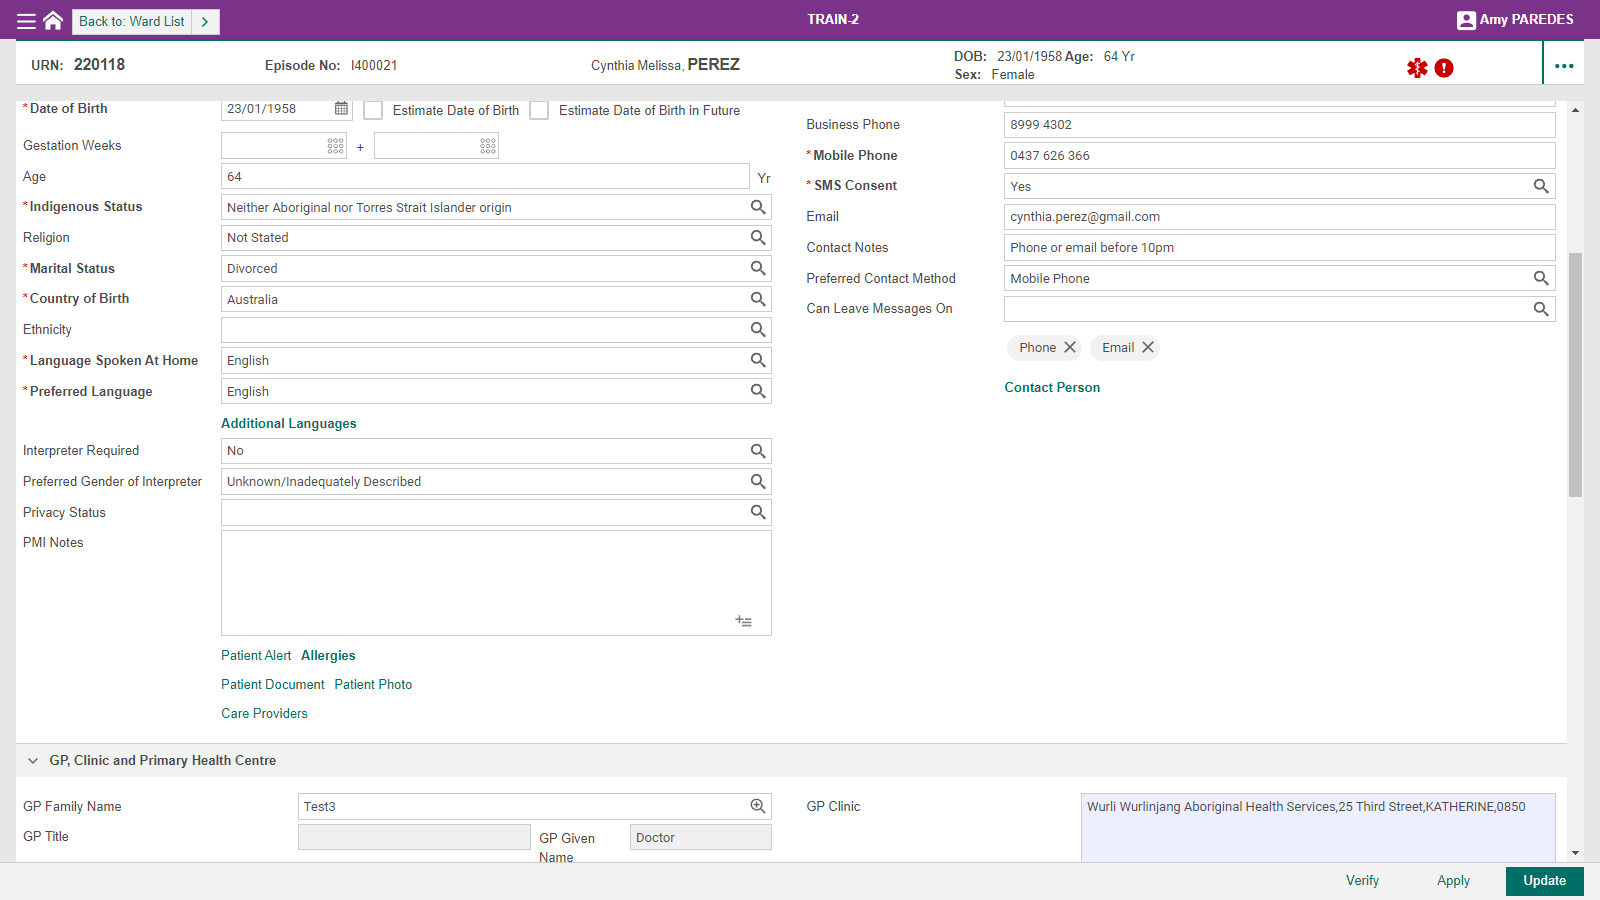 Back to: Ward List
TRAIN-2
Amy PAREDES
URN: 220118
Episode No: I400021
Cynthia Melissa, PEREZ
DOB: 23/01/1958 Age: 64 Yr
Sex: Female
*Date of Birth
23/01/1958
Estimate Date of Birth
Estimate Date of Birth in Future
Gestation Weeks
+
Age
64
Yr
*Indigenous Status
Neither Aboriginal nor Torres Strait Islander origin
Religion
Not Stated
*Marital Status
Divorced
*Country of Birth
Australia
Ethnicity
*Language Spoken At Home
English
*Preferred Language
English
Additional Languages
Interpreter Required
No
Preferred Gender of Interpreter
Unknown/Inadequately Described
Privacy Status
PMI Notes
Patient Alert Allergies
Patient Document Patient Photo
Care Providers
Business Phone
8999 4302
*Mobile Phone
0437 626 366
*SMS Consent
Yes
Email
cynthia.perez@gmail.com
Contact Notes
Phone or email before 10pm
Preferred Contact Method
Mobile Phone
Can Leave Messages On
Phone
Email
Contact Person
GP, Clinic and Primary Health Centre
GP Family Name
Test3
GP Title
GP Given
Name
Doctor
GP Clinic
Wurli Wurlinjang Aboriginal Health Services,25 Third Street,KATHERINE,0850
Verify
Apply
Update